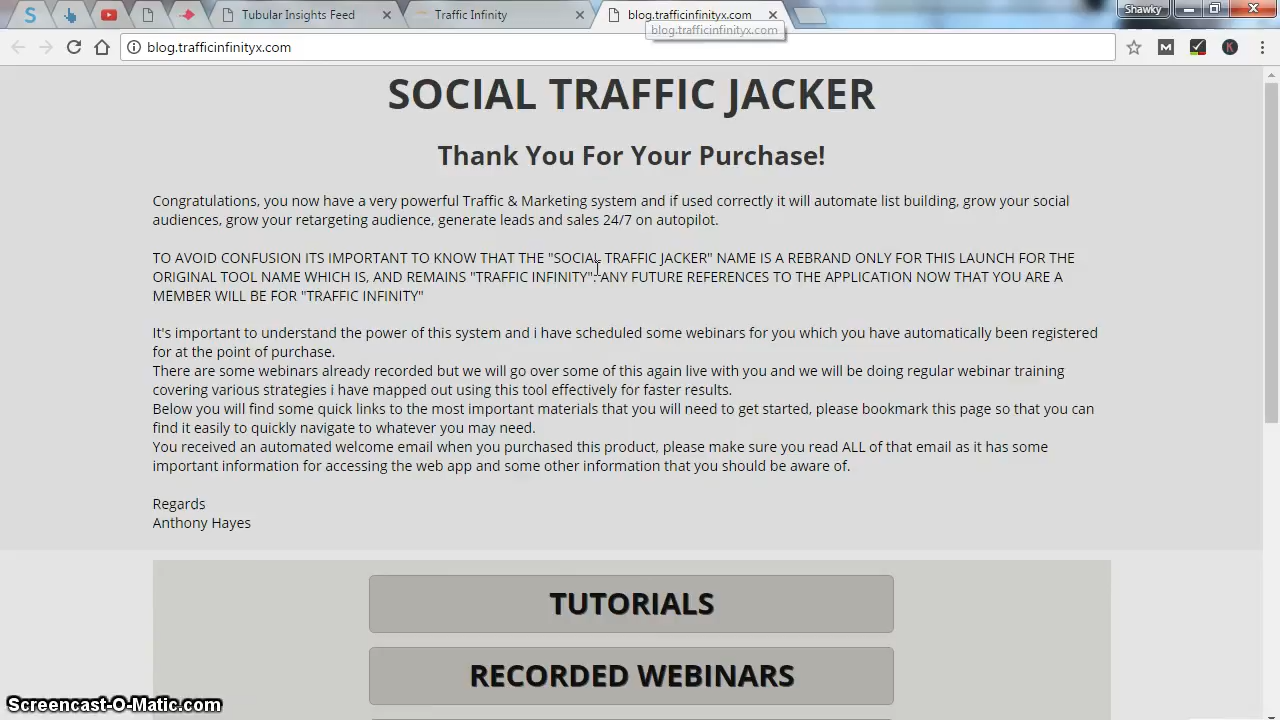 Tubular Insights Feed
Traffic Infinity
blog.trafficinfinityx.com
Shawky
blog.trafficinfinityx.com
blog.trafficinfinityx.com
SOCIAL TRAFFIC JACKER
Thank You For Your Purchase!
Congratulations, you now have a very powerful Traffic & Marketing system and if used correctly it will automate list building, grow your social
audiences, grow your retargeting audience, generate leads and sales 24/7 on autopilot.
TO AVOID CONFUSION ITS IMPORTANT TO KNOW THAT THE "SOCIAL TRAFFIC JACKER" NAME IS A REBRAND ONLY FOR THIS LAUNCH FOR THE
ORIGINAL TOOL NAME WHICH IS, AND REMAINS "TRAFFIC INFINITY". ANY FUTURE REFERENCES TO THE APPLICATION NOW THAT YOU ARE A
MEMBER WILL BE FOR "TRAFFIC INFINITY"
It's important to understand the power of this system and i have scheduled some webinars for you which you have automatically been registered
for at the point of purchase.
There are some webinars already recorded but we will go over some of this again live with you and we will be doing regular webinar training
covering various strategies i have mapped out using this tool effectively for faster results.
Below you will find some quick links to the most important materials that you will need to get started, please bookmark this page so that you can
find it easily to quickly navigate to whatever you may need.
You received an automated welcome email when you purchased this product, please make sure you read ALL of that email as it has some
important information for accessing the web app and some other information that you should be aware of.
Regards
Anthony Hayes
TUTORIALS
RECORDED WEBINARS
Screencast-O-Matic.com